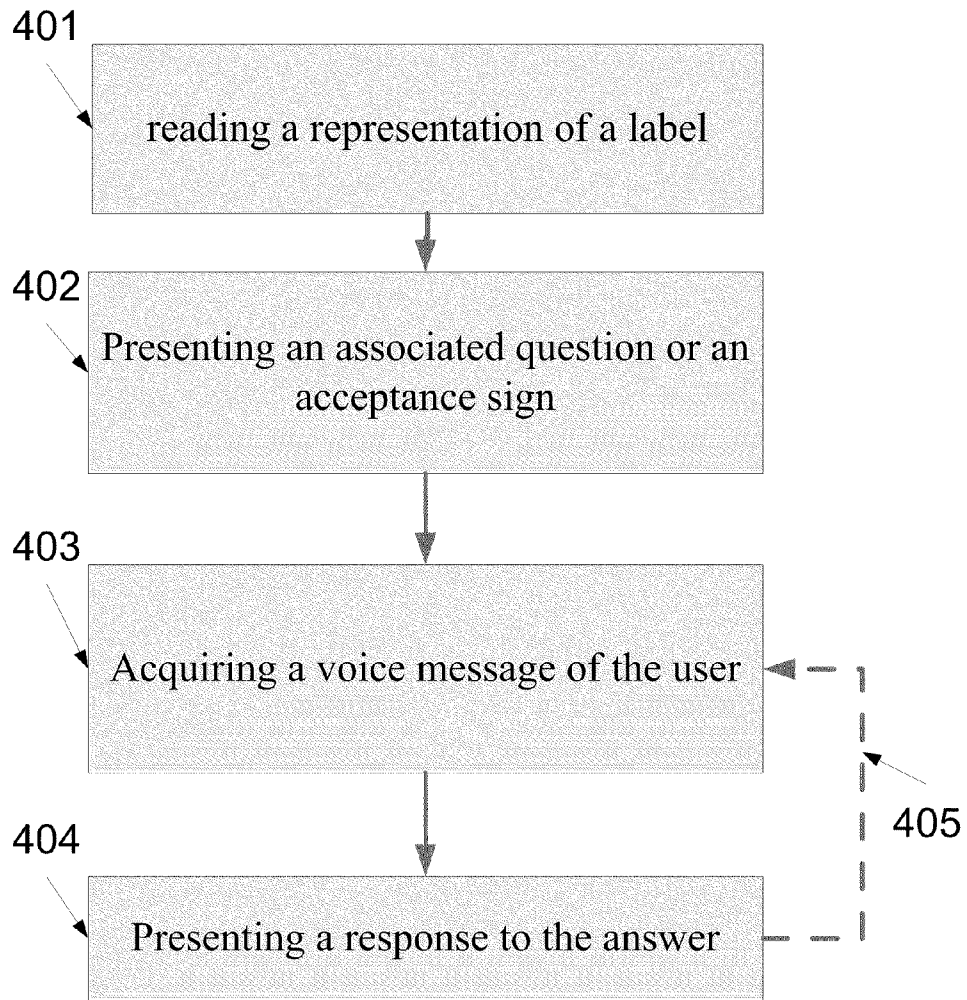 401
reading a representation of a label
402
Presenting an associated question or an
acceptance sign
403
Acquiring a voice message of the user
405
404
Presenting a response to the answer